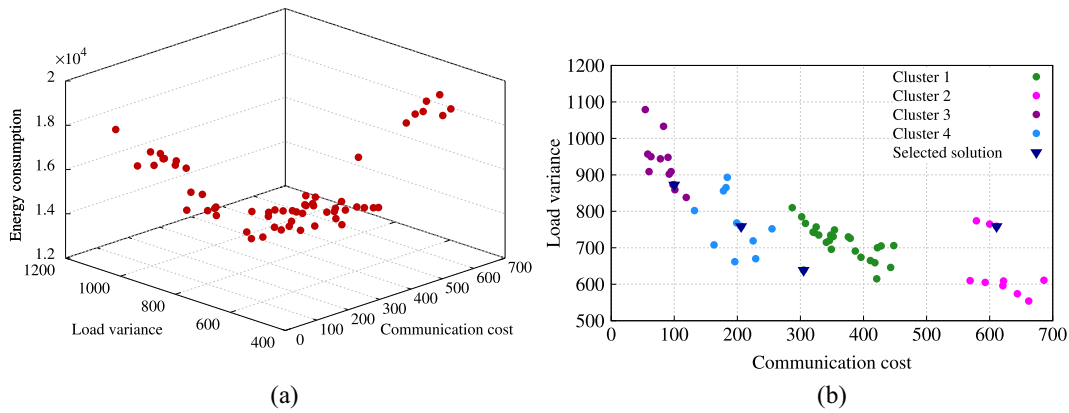 ×10⁴
2
1.8
1.6
1.4
1.2
Energy consumption
1200
1000
800
600
400
Load variance
0
100
200
300
400
500
600
700
Communication cost
(a)
1200
1100
1000
900
800
700
600
500
Load variance
Cluster 1
Cluster 2
Cluster 3
Cluster 4
Selected solution
0 100 200 300 400 500 600 700
Communication cost
(b)